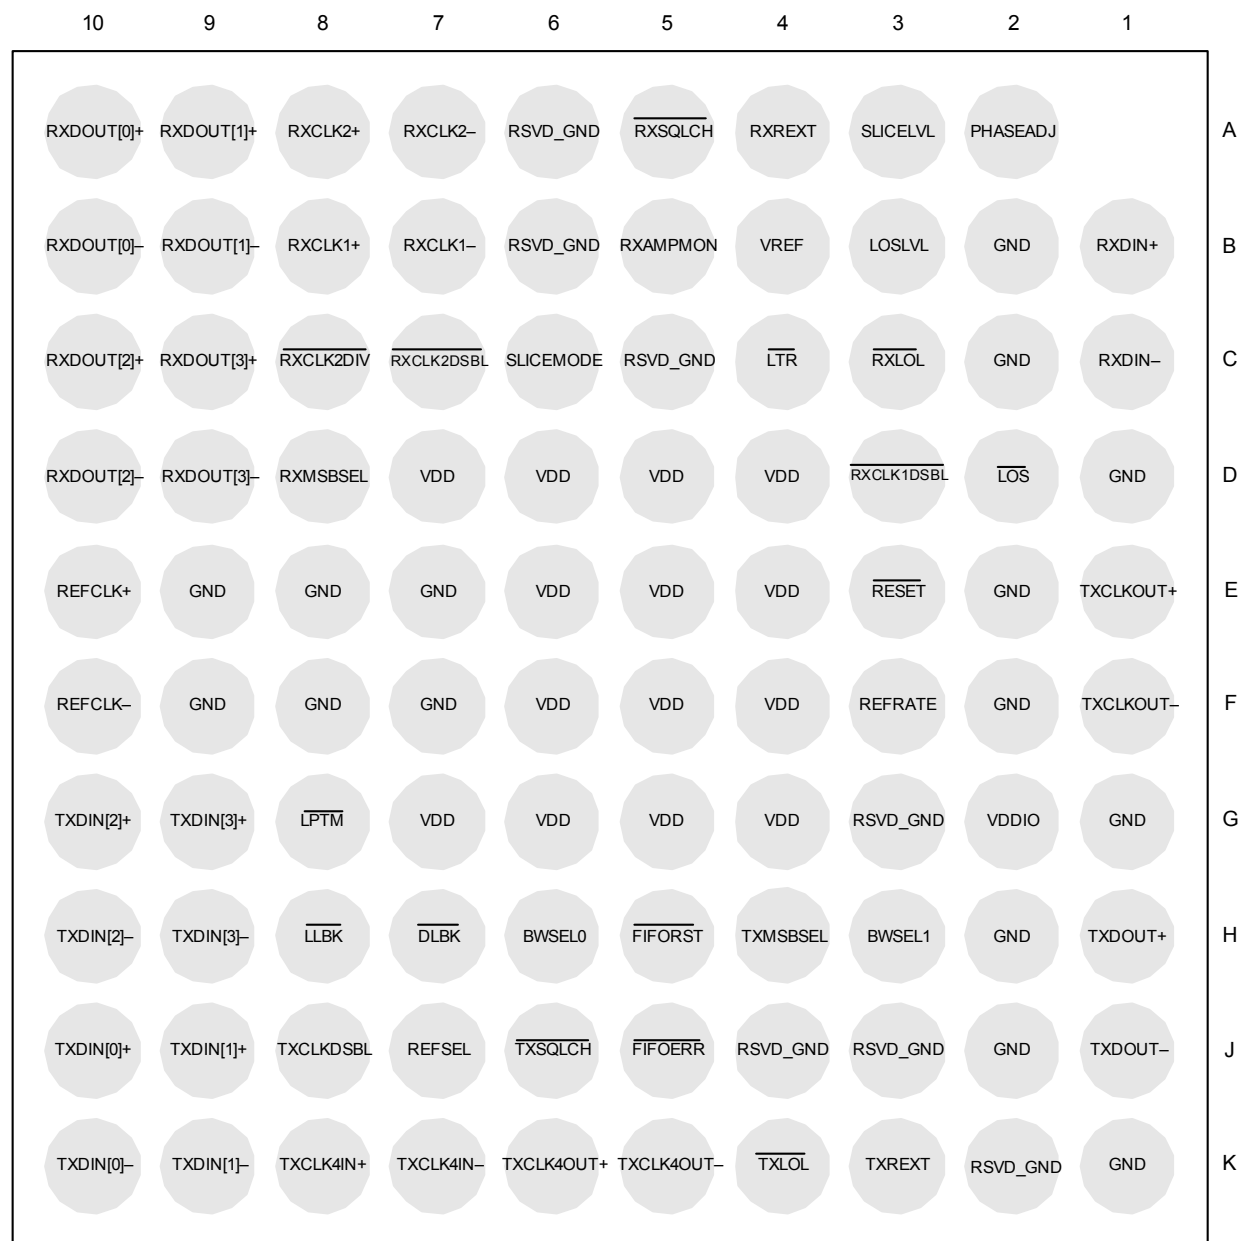 10 9 8 7 6 5 4 3 2 1
RXDOUT[0]+ RXDOUT[1]+ RXCLK2+ RXCLK2– RSVD_GND RXSQLCH RXREXT SLICELVL PHASEADJ A
RXDOUT[0]– RXDOUT[1]– RXCLK1+ RXCLK1– RSVD_GND RXAMPMON VREF LOSLVL GND RXDIN+ B
RXDOUT[2]+ RXDOUT[3]+ RXCLK2DIV RXCLK2DSBL SLICEMODE RSVD_GND LTR RXLOL GND RXDIN– C
RXDOUT[2]– RXDOUT[3]– RXMSBSEL VDD VDD VDD VDD RXCLK1DSBL LOS GND D
REFCLK+ GND GND GND VDD VDD VDD RESET GND TXCLKOUT+ E
REFCLK– GND GND GND VDD VDD VDD REFRATE GND TXCLKOUT– F
TXDIN[2]+ TXDIN[3]+ LPTM VDD VDD VDD VDD RSVD_GND VDDIO GND G
TXDIN[2]– TXDIN[3]– LLBK DLBK BWSEL0 FIFORST TXMSBSEL BWSEL1 GND TXDOUT+ H
TXDIN[0]+ TXDIN[1]+ TXCLKDSBL REFSEL TXSQLCH FIFOERR RSVD_GND RSVD_GND GND TXDOUT– J
TXDIN[0]– TXDIN[1]– TXCLK4IN+ TXCLK4IN– TXCLK4OUT+ TXCLK4OUT– TXLOL TXREXT RSVD_GND GND K